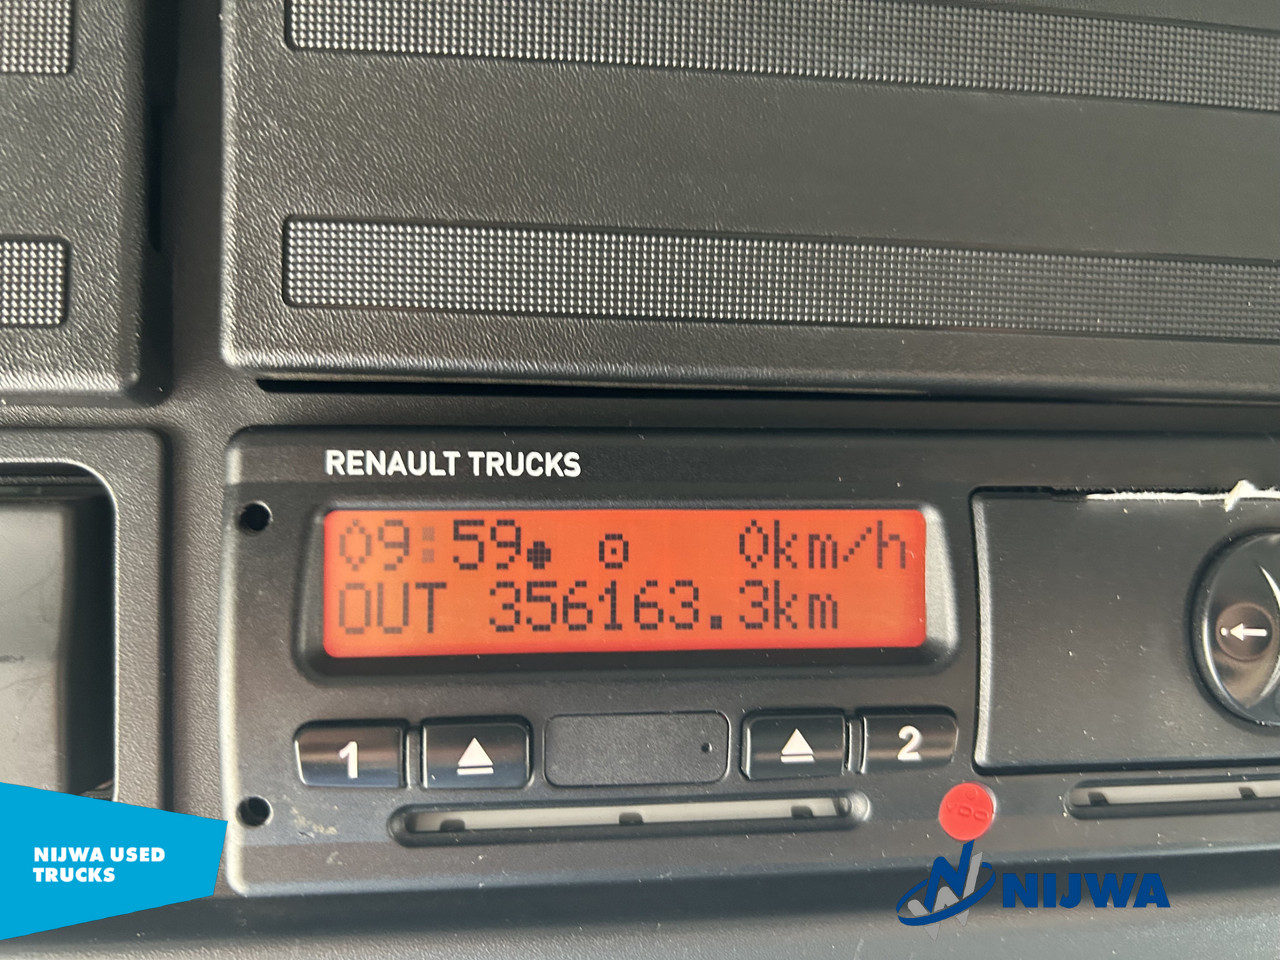 RENAULT TRUCKS
09:59 0km/h
OUT 356163.3km
1
2
NIJWA USED
TRUCKS
NIJWA